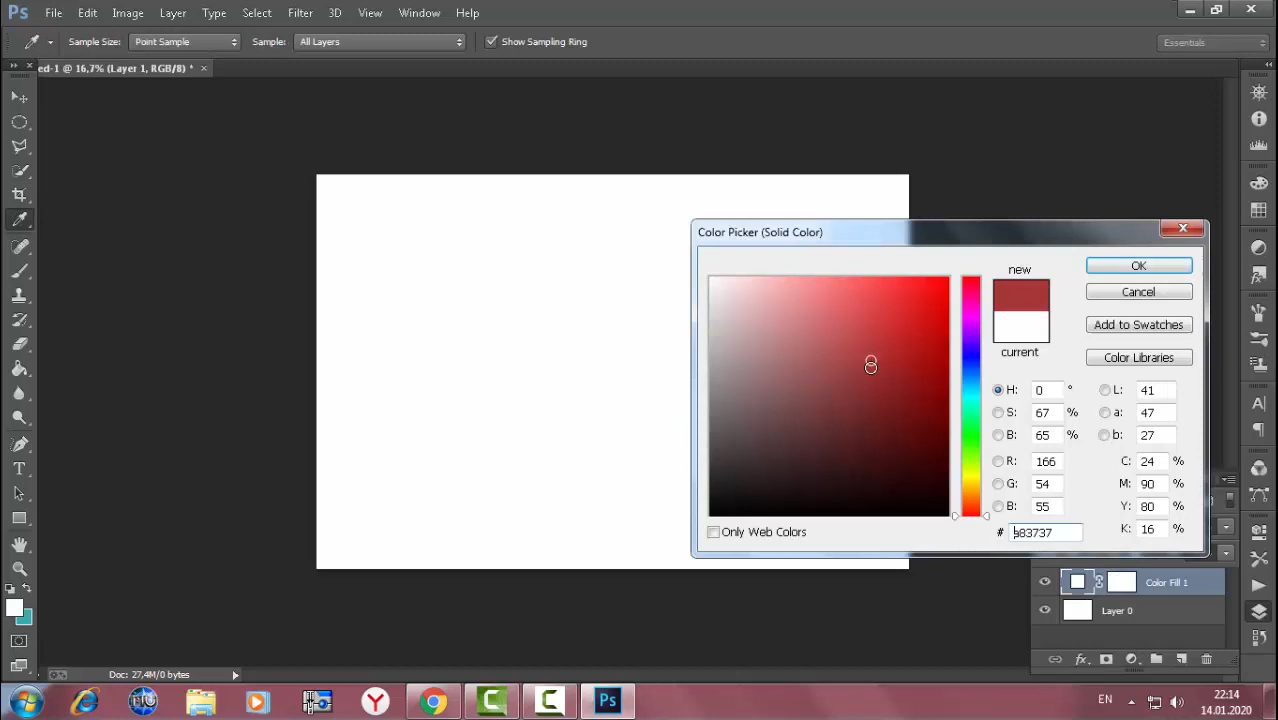 Ps File Edit Image Layer Type Select Filter 3D View Window Help
Sample Size: Point Sample Sample: All Layers Show Sampling Ring Essentials
ed-1 @ 16,7% (Layer 1, RGB/8) * ×
Color Picker (Solid Color)
new
current
OK
Cancel
Add to Swatches
Color Libraries
H: 0 ° L: 41
S: 67 % a: 47
B: 65 % b: 27
R: 166 C: 24 %
G: 54 M: 90 %
B: 55 Y: 80 %
# a83737 K: 16 %
Only Web Colors
Color Fill 1
Layer 0
Doc: 27,4M/0 bytes
fx
EN 22:14
14.01.2020